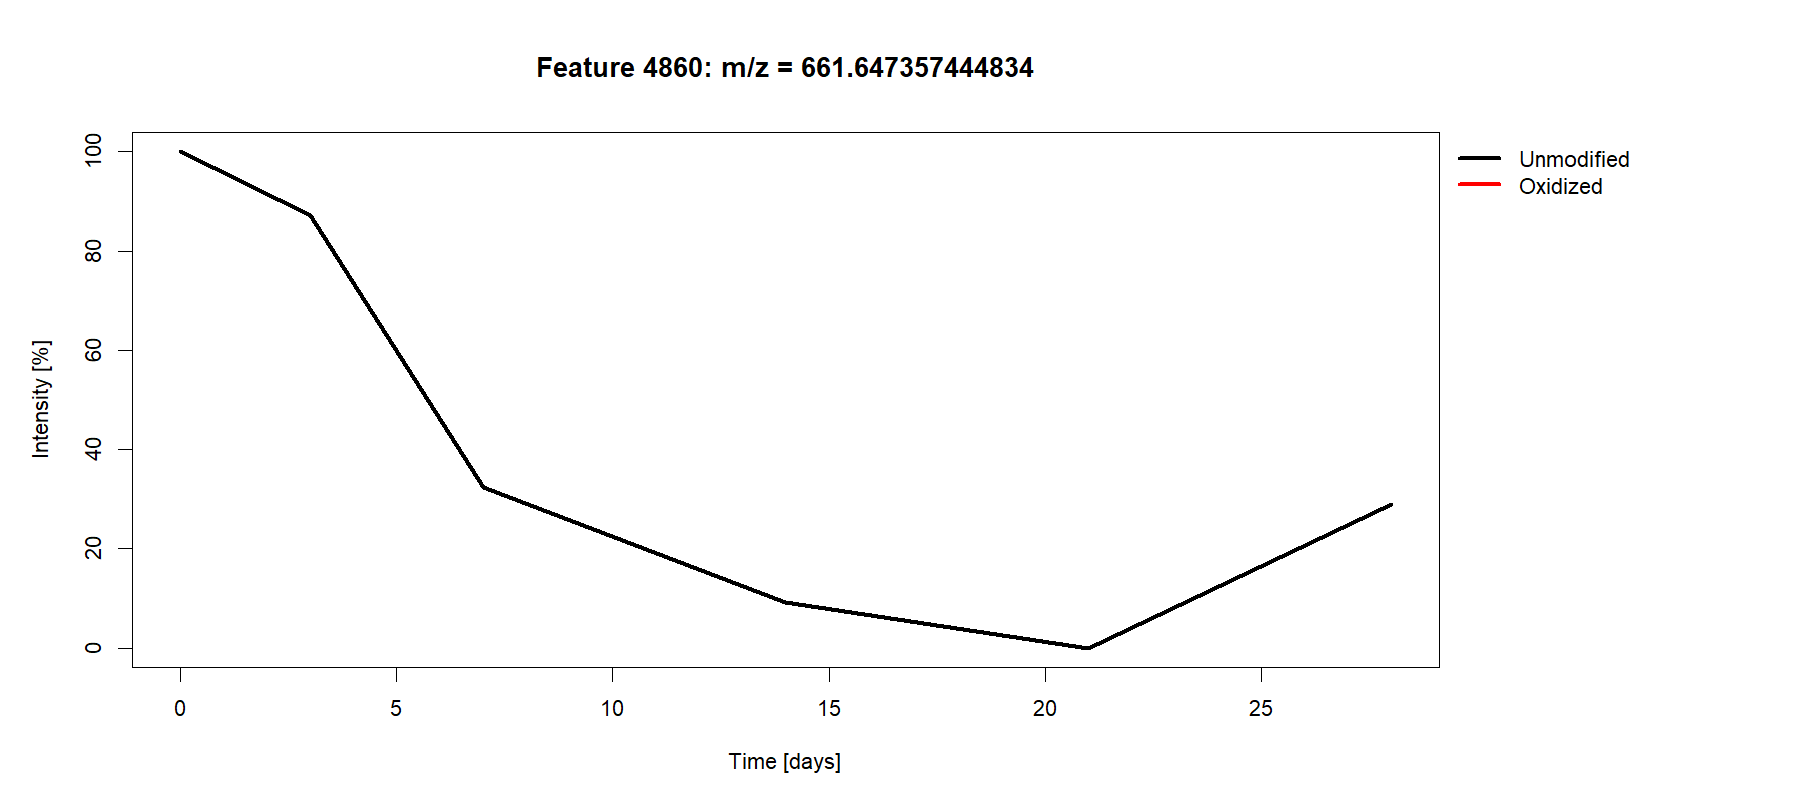 Feature 4860: m/z = 661.647357444834
Unmodified
Oxidized
Intensity [%]
100
80
60
40
20
0
0 5 10 15 20 25
Time [days]